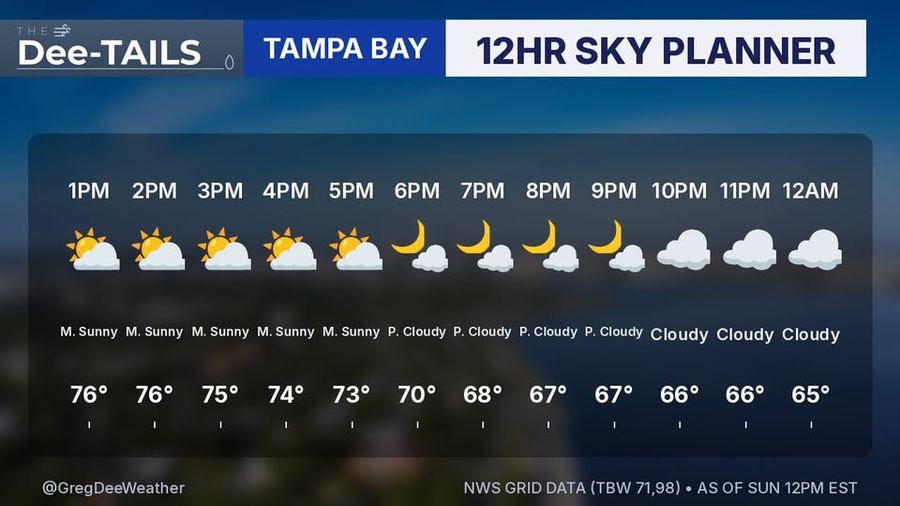 THE
Dee-TAILS
TAMPA BAY
12HR SKY PLANNER
1PM 2PM 3PM 4PM 5PM 6PM 7PM 8PM 9PM 10PM 11PM 12AM
M. Sunny M. Sunny M. Sunny M. Sunny M. Sunny P. Cloudy P. Cloudy P. Cloudy P. Cloudy Cloudy Cloudy Cloudy
76° 76° 75° 74° 73° 70° 68° 67° 67° 66° 66° 65°
@GregDeeWeather
NWS GRID DATA (TBW 71,98) • AS OF SUN 12PM EST